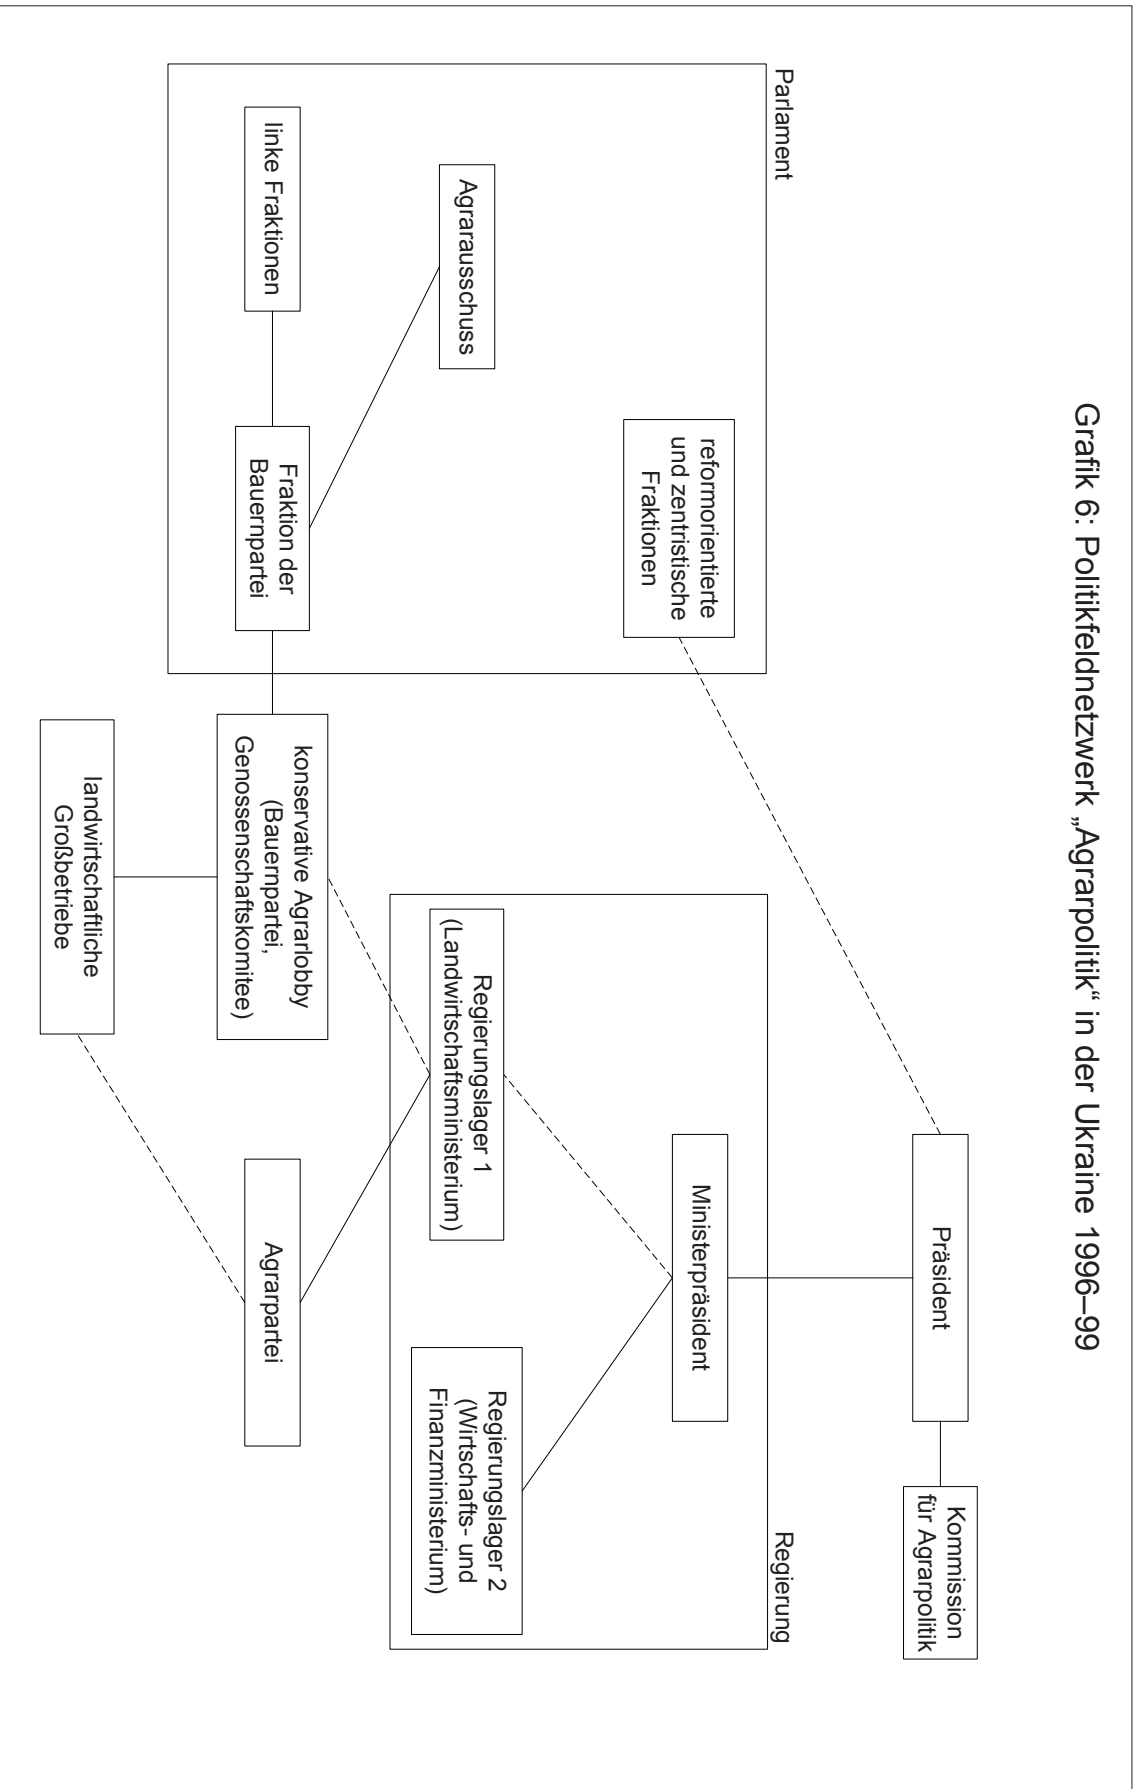 Grafik 6: Politikfeldnetzwerk „Agrarpolitik“ in der Ukraine 1996–99
Präsident
Kommission
für Agrarpolitik
Parlament
Regierung
reformorientierte
und zentristische
Fraktionen
Ministerpräsident
Agrarausschuss
Regierungslager 1
(Landwirtschaftsministerium)
Regierungslager 2
(Wirtschafts- und
Finanzministerium)
linke Fraktionen
Fraktion der
Bauernpartei
konservative Agrarlobby
(Bauernpartei,
Genossenschaftskomitee)
Agrarpartei
landwirtschaftliche
Großbetriebe